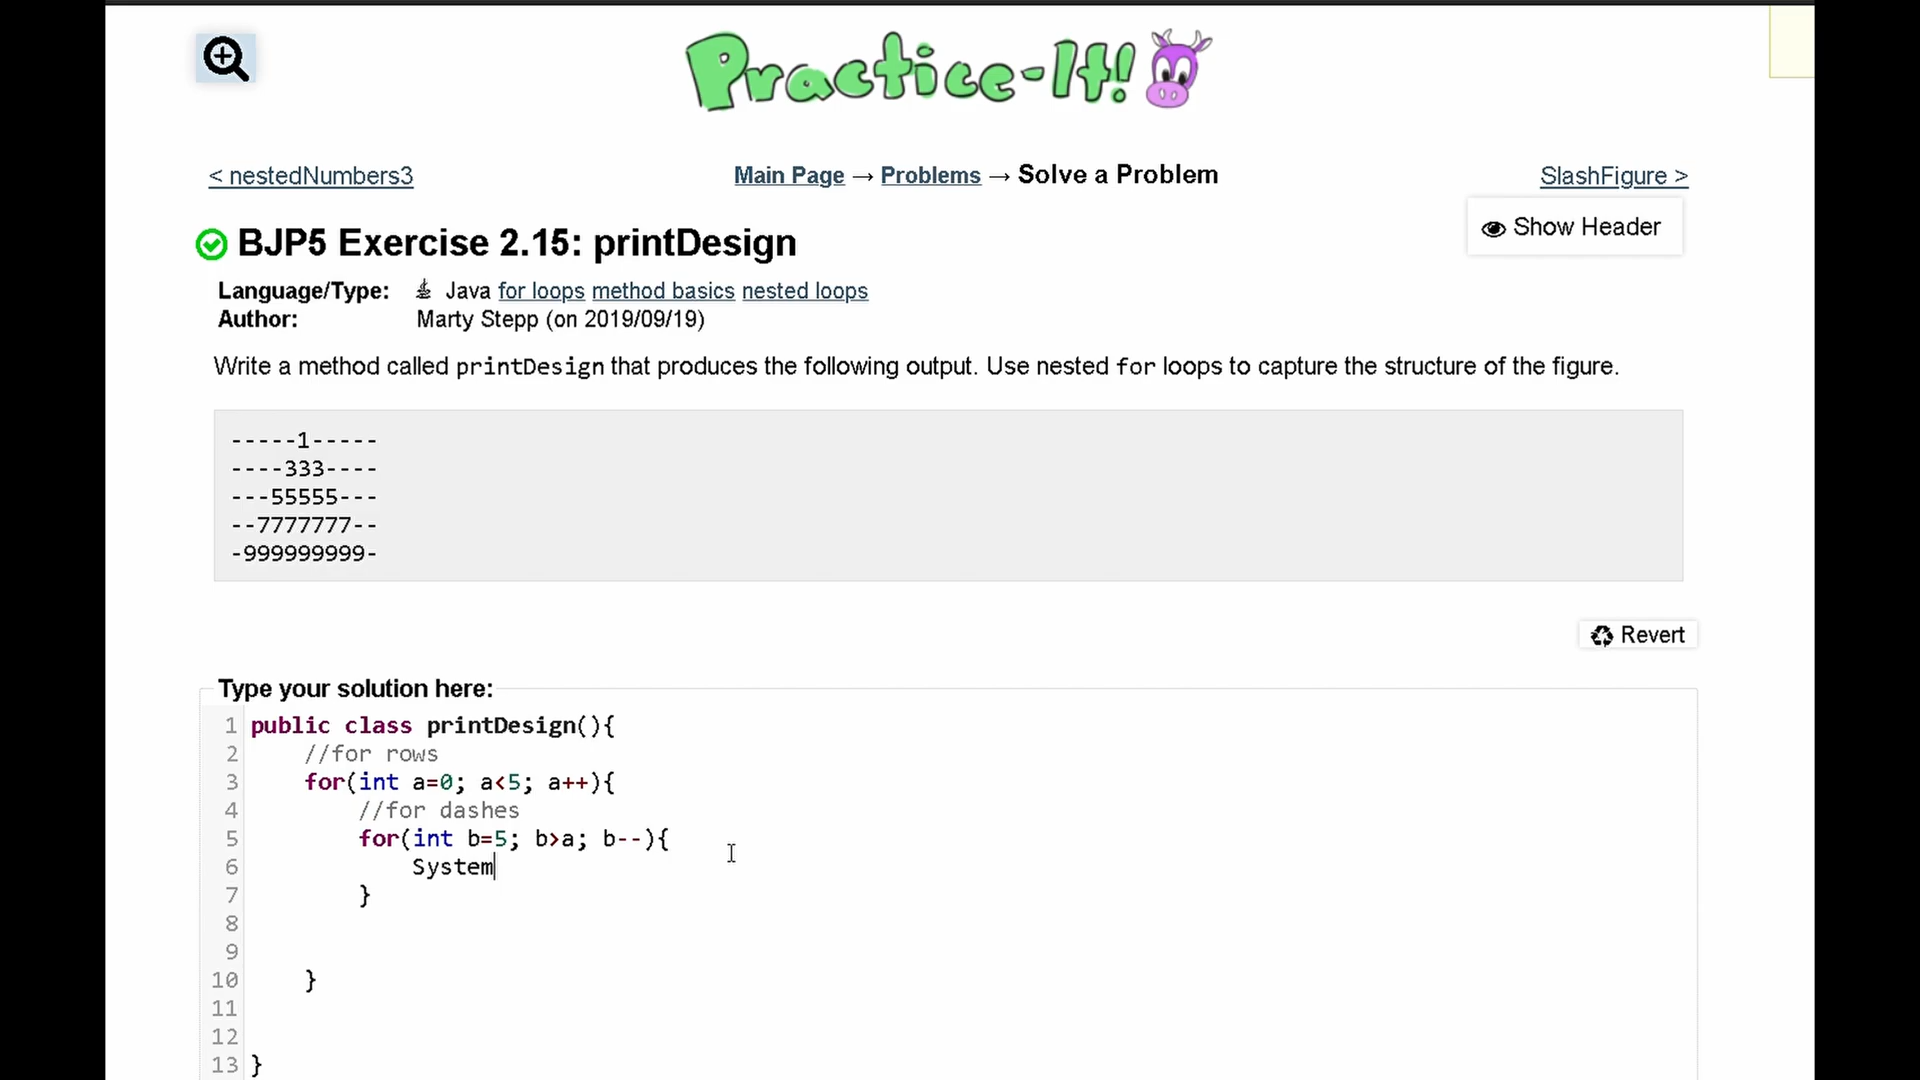 Practice-It!
< nestedNumbers3
Main Page → Problems → Solve a Problem
SlashFigure >
Show Header
BJP5 Exercise 2.15: printDesign
Language/Type: Java for loops method basics nested loops
Author: Marty Stepp (on 2019/09/19)
Write a method called printDesign that produces the following output. Use nested for loops to capture the structure of the figure.
-----1-----
----333----
---55555---
--7777777--
-999999999-
Revert
Type your solution here:
1 public class printDesign(){
2     //for rows
3     for(int a=0; a<5; a++){
4         //for dashes
5         for(int b=5; b>a; b--){
6             System
7         }
8
9
10     }
11
12
13 }